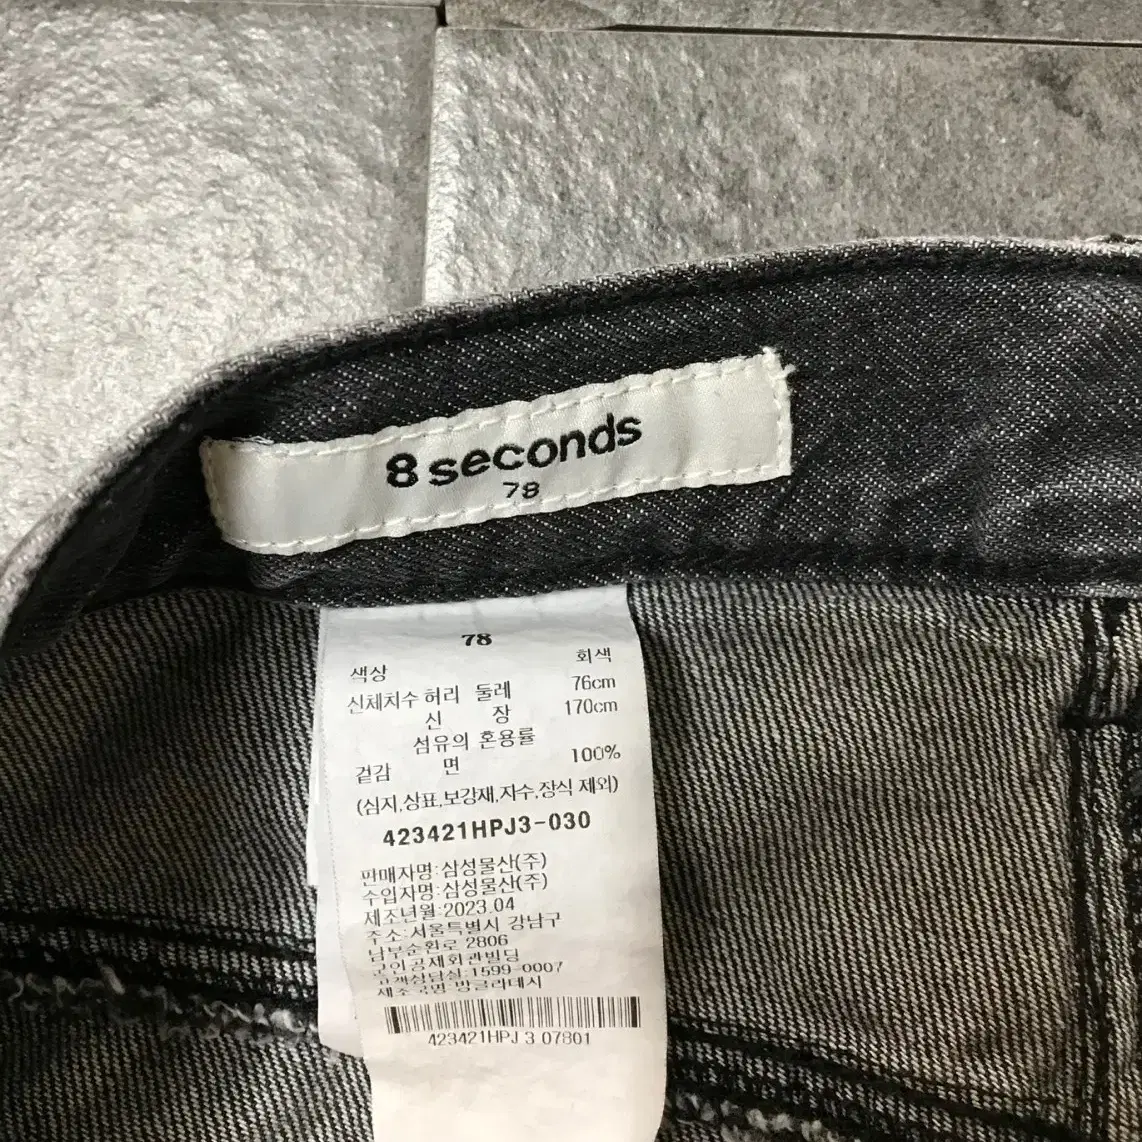 8 seconds
78
78
색상 회색
신체치수 허리 둘레 76cm
신 장 170cm
섬유의 혼용률
겉감 면 100%
(심지,상표,보강재,자수,장식 제외)
423421HPJ3-030
판매자명:삼성물산(주)
수입자명:삼성물산(주)
제조년월:2023.04
주소:서울특별시 강남구
남부순환로 2806
군인공제회관빌딩
고객상담실:1599-0007
제조국명:방글라데시
423421HPJ 3 07801